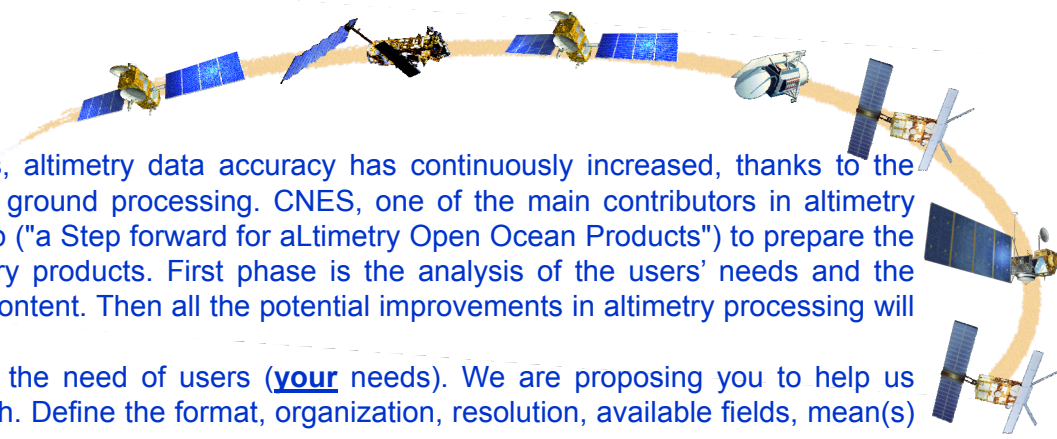 , altimetry data accuracy has continuously increased, thanks to the
ground processing. CNES, one of the main contributors in altimetry
("a Step forward for aLtimetry Open Ocean Products") to prepare the
products. First phase is the analysis of the users' needs and the
Then all the potential improvements in altimetry processing will
the need of users (your needs). We are proposing you to help us
Define the format, organization, resolution, available fields, mean(s)